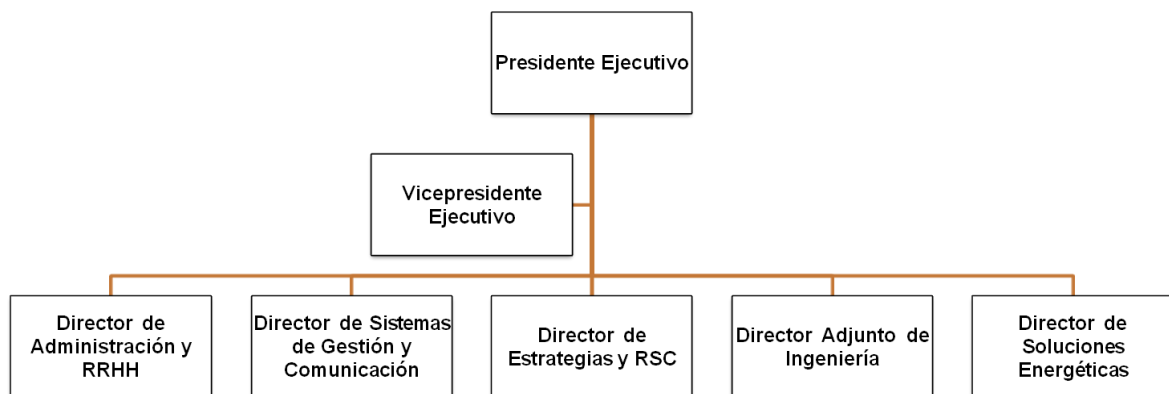 Presidente Ejecutivo
Vicepresidente
Ejecutivo
Director de
Administración y
RRHH
Director de Sistemas
de Gestión y
Comunicación
Director de
Estrategias y RSC
Director Adjunto de
Ingeniería
Director de
Soluciones
Energéticas